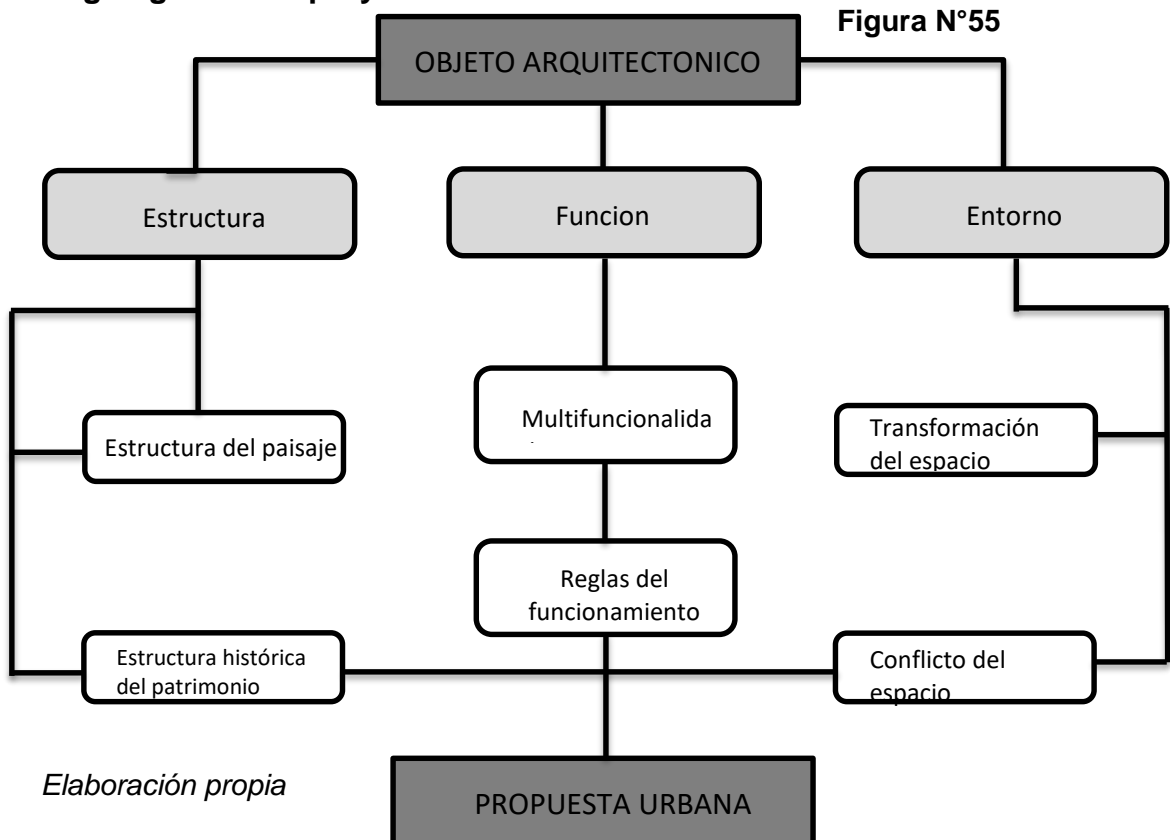 Figura N°55
OBJETO ARQUITECTONICO
Estructura
Funcion
Entorno
Estructura del paisaje
Multifuncionalida
Transformación
del espacio
Reglas del
funcionamiento
Estructura histórica
del patrimonio
Conflicto del
espacio
Elaboración propia
PROPUESTA URBANA